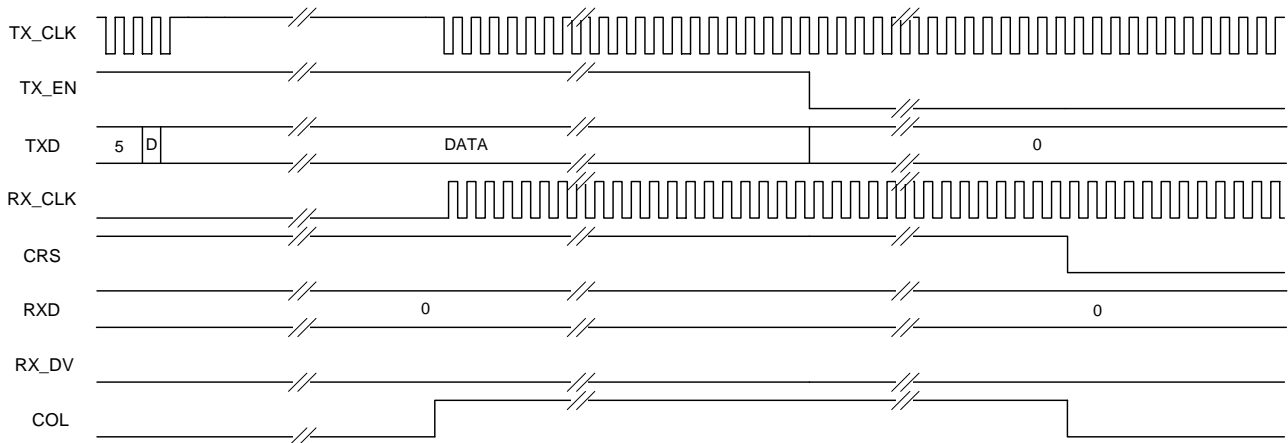 TX_CLK
TX_EN
TXD 5 D DATA 0
RX_CLK
CRS
RXD 0 0
RX_DV
COL